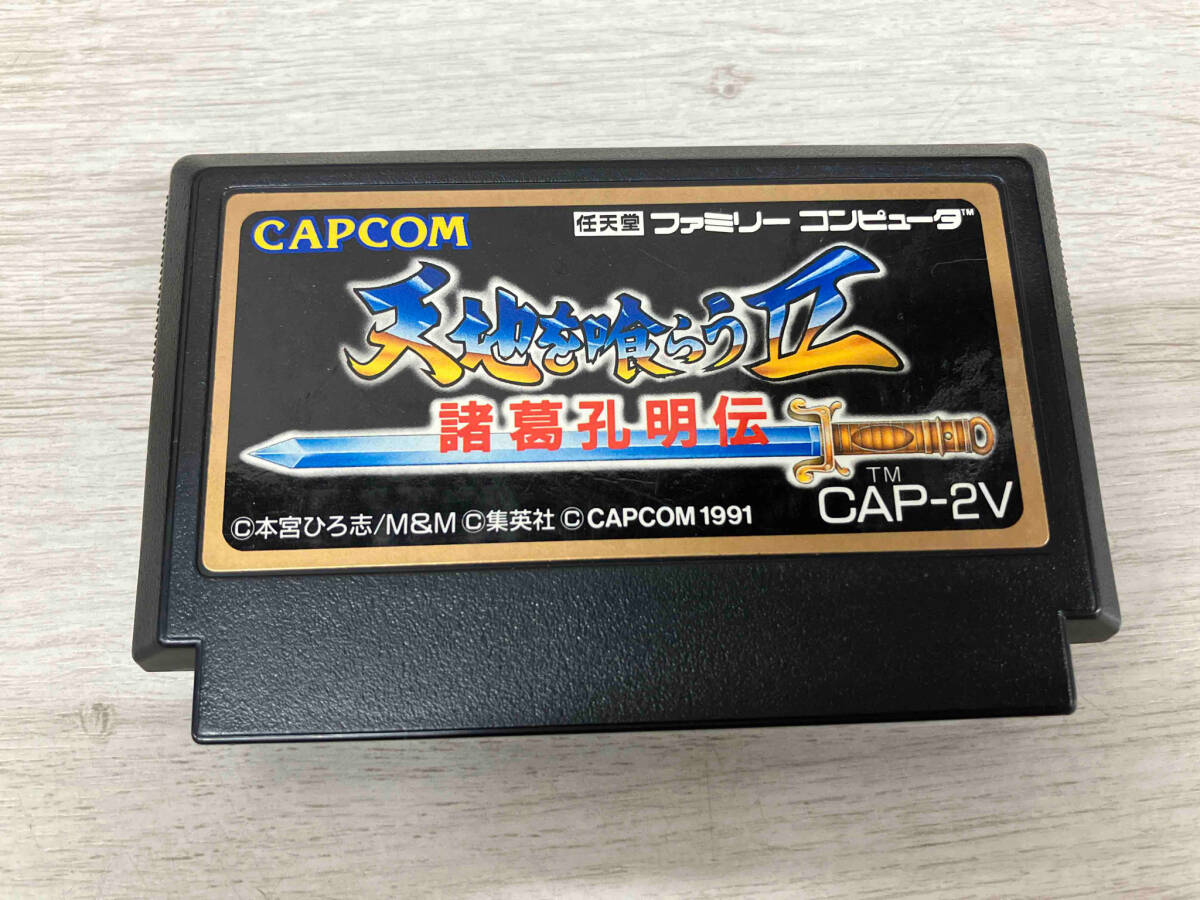 CAPCOM
任天堂 ファミリー コンピュータ™
天地を喰らうⅡ
諸葛孔明伝
TM
CAP-2V
©本宮ひろ志/M&M ©集英社 © CAPCOM 1991